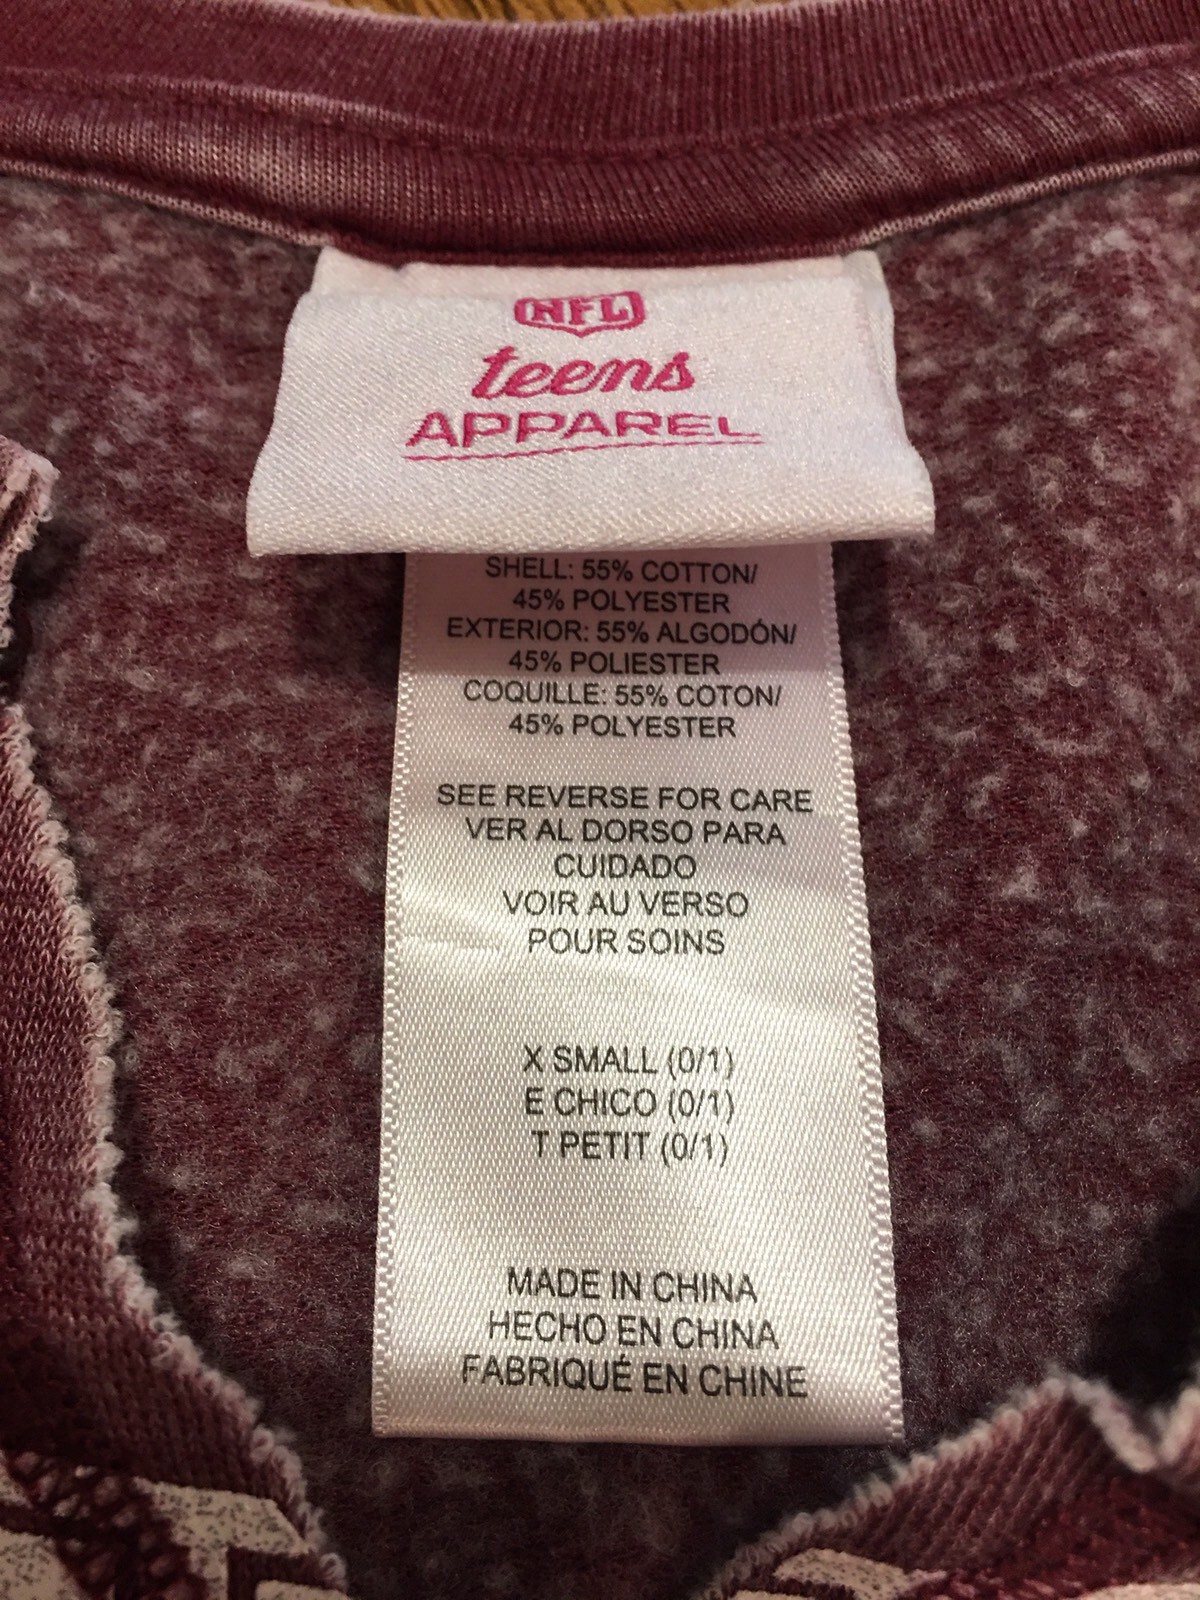 NFL
teens
APPAREL
SHELL: 55% COTTON/
45% POLYESTER
EXTERIOR: 55% ALGODÓN/
45% POLIESTER
COQUILLE: 55% COTON/
45% POLYESTER
SEE REVERSE FOR CARE
VER AL DORSO PARA
CUIDADO
VOIR AU VERSO
POUR SOINS
X SMALL (0/1)
E CHICO (0/1)
T PETIT (0/1)
MADE IN CHINA
HECHO EN CHINA
FABRIQUÉ EN CHINE